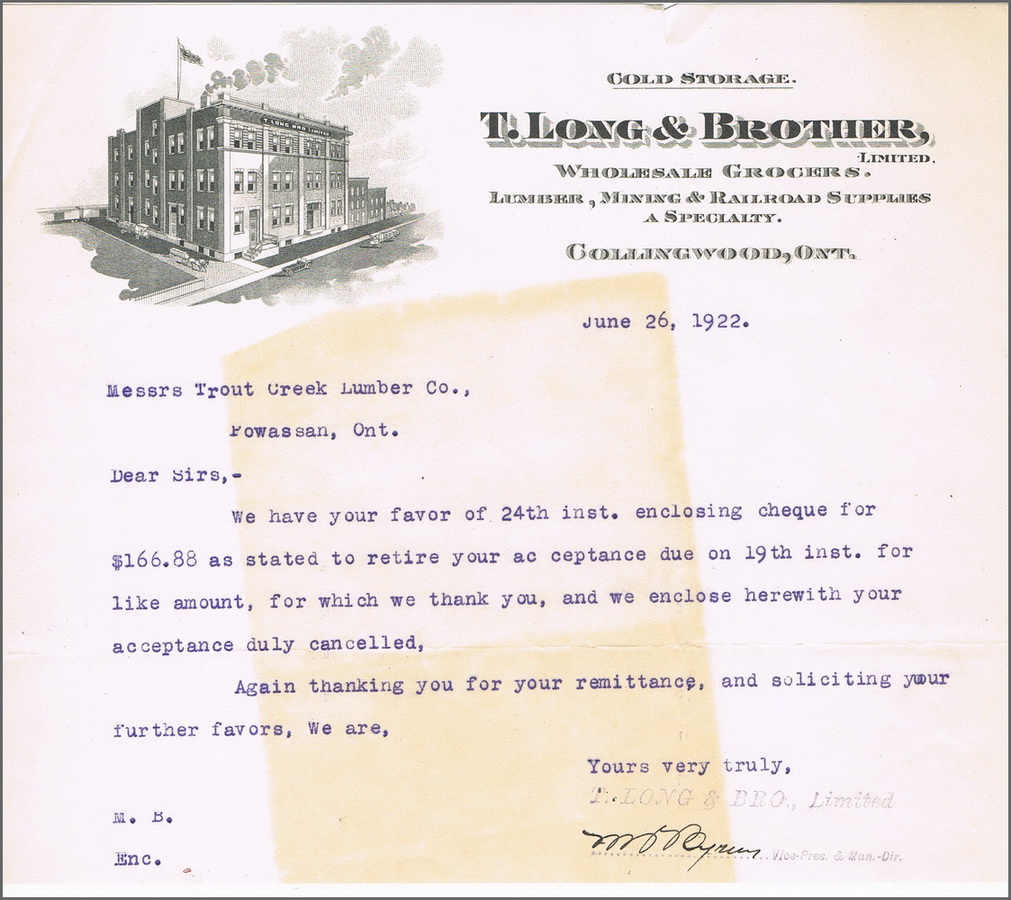 T. LONG BRO. LIMITED
COLD STORAGE.
T. LONG & BROTHER,
LIMITED.
WHOLESALE GROCERS.
LUMBER, MINING & RAILROAD SUPPLIES
A SPECIALTY.
COLLINGWOOD, ONT.
June 26, 1922.
Messrs Trout Creek Lumber Co.,
Powassan, Ont.
Dear Sirs,-
We have your favor of 24th inst. enclosing cheque for
$166.88 as stated to retire your ac ceptance due on 19th inst. for
like amount, for which we thank you, and we enclose herewith your
acceptance duly cancelled,
Again thanking you for your remittance, and soliciting your
further favors, We are,
Yours very truly,
T. LONG & BRO., Limited
Vice-Pres. & Man.-Dir.
M. B.
Enc.